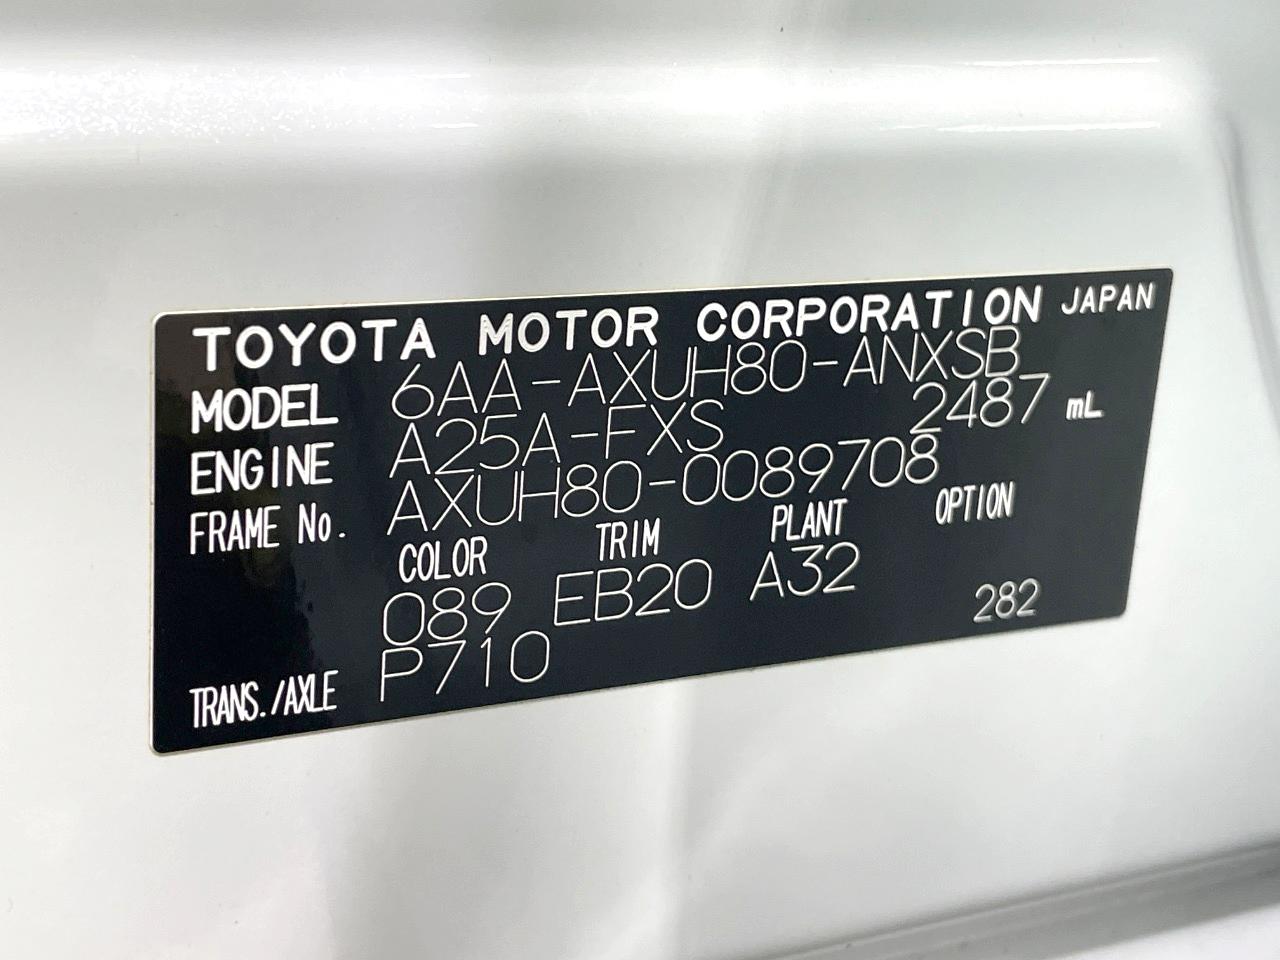 TOYOTA MOTOR CORPORATION JAPAN
MODEL 6AA-AXUH80-ANXSB
ENGINE A25A-FXS 2487 mL
FRAME No. AXUH80-0089708
COLOR TRIM PLANT OPTION
089 EB20 A32 282
TRANS./AXLE P710